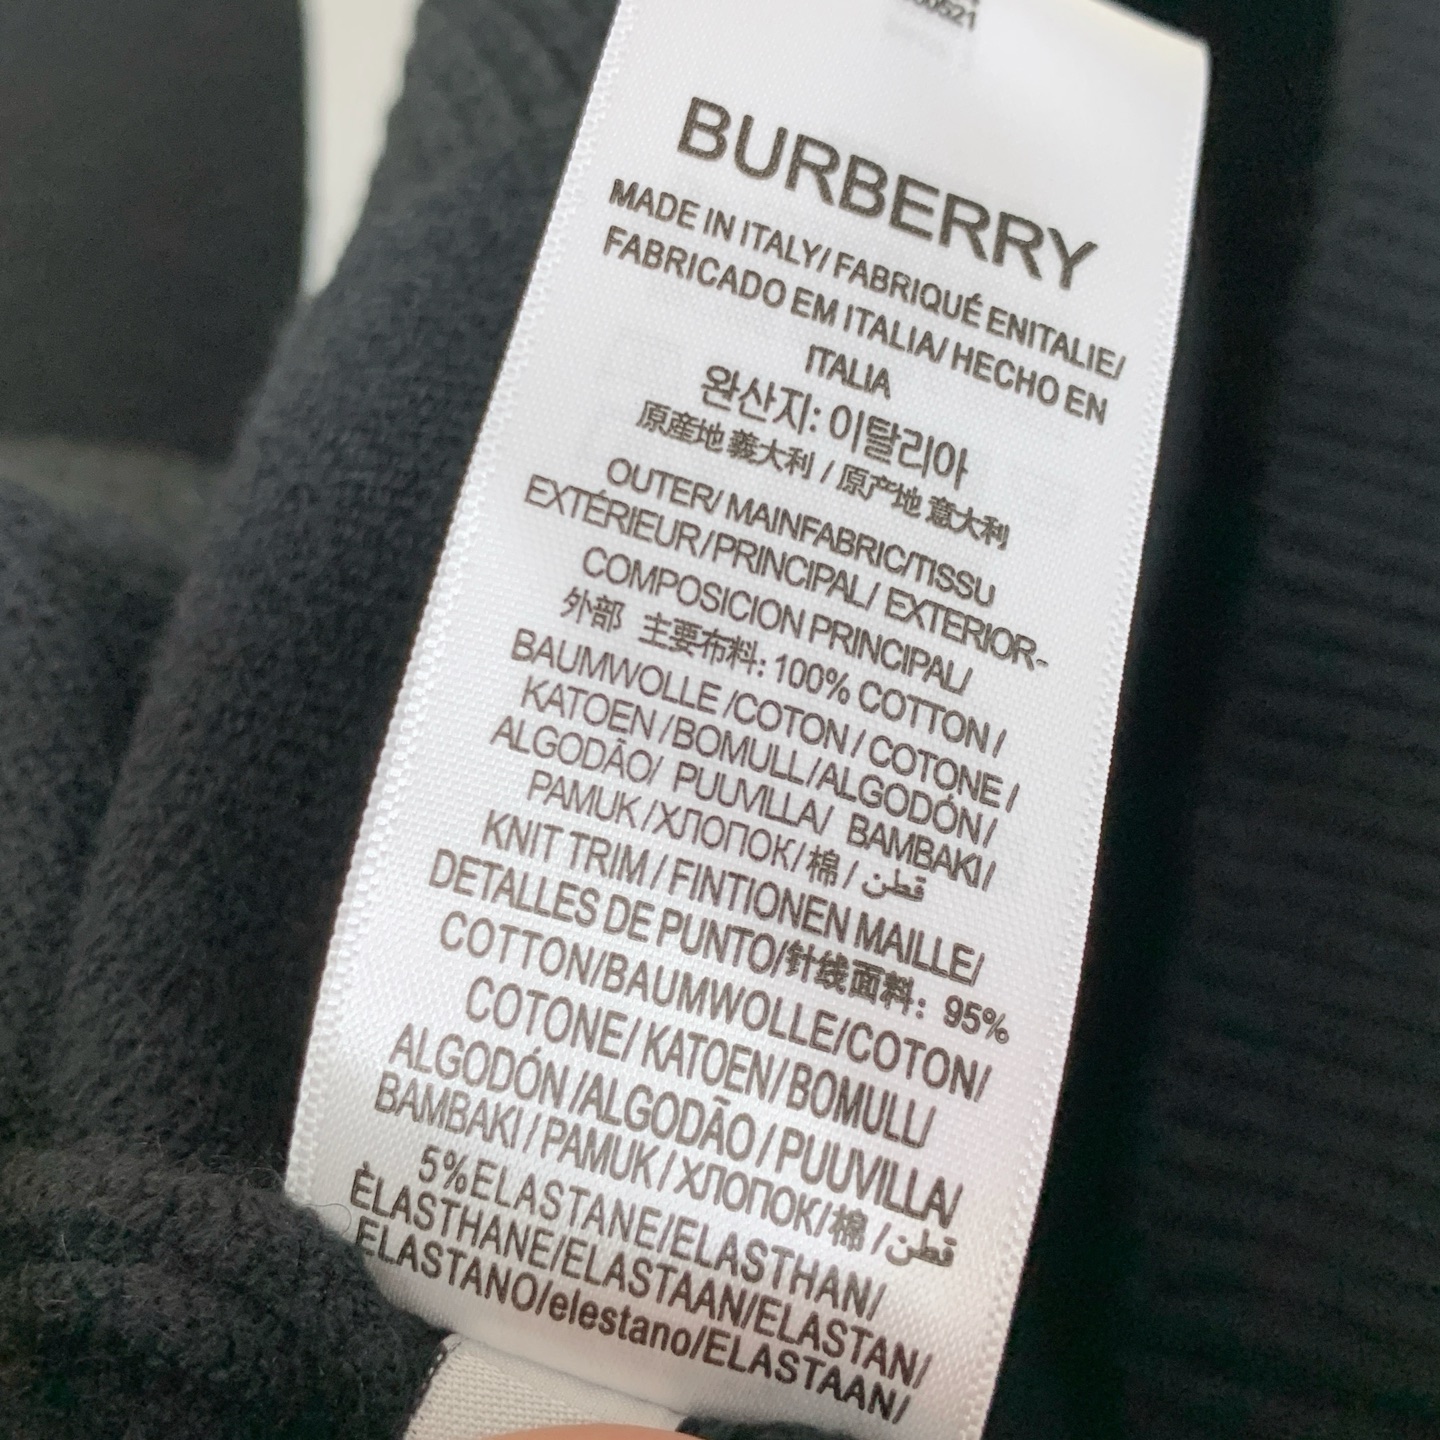 BURBERRY
MADE IN ITALY/ FABRIQUÉ ENITALIE/
FABRICADO EM ITALIA/ HECHO EN
ITALIA
완산지: 이탈리아
原産地 義大利 / 原产地 意大利
OUTER/ MAINFABRIC/TISSU
EXTÉRIEUR/PRINCIPAL/ EXTERIOR-
COMPOSICION PRINCIPAL/
外部 主要布料: 100% COTTON /
BAUMWOLLE /COTON / COTONE /
KATOEN /BOMULL/ALGODÓN/
ALGODÃO/ PUUVILLA/ BAMBAKI/
PAMUK /ХЛОПОК/ 棉 / قطن
KNIT TRIM / FINTIONEN MAILLE/
DETALLES DE PUNTO/针线面料: 95%
COTTON/BAUMWOLLE/COTON/
COTONE/ KATOEN/ BOMULL/
ALGODÓN /ALGODÃO / PUUVILLA/
BAMBAKI / PAMUK / ХЛОПОК/ 棉 / قطن
5%ELASTANE/ELASTHAN/
ÈLASTHANE/ELASTAAN/ELASTAN/
ELASTANO/elestano/ELASTAAN/